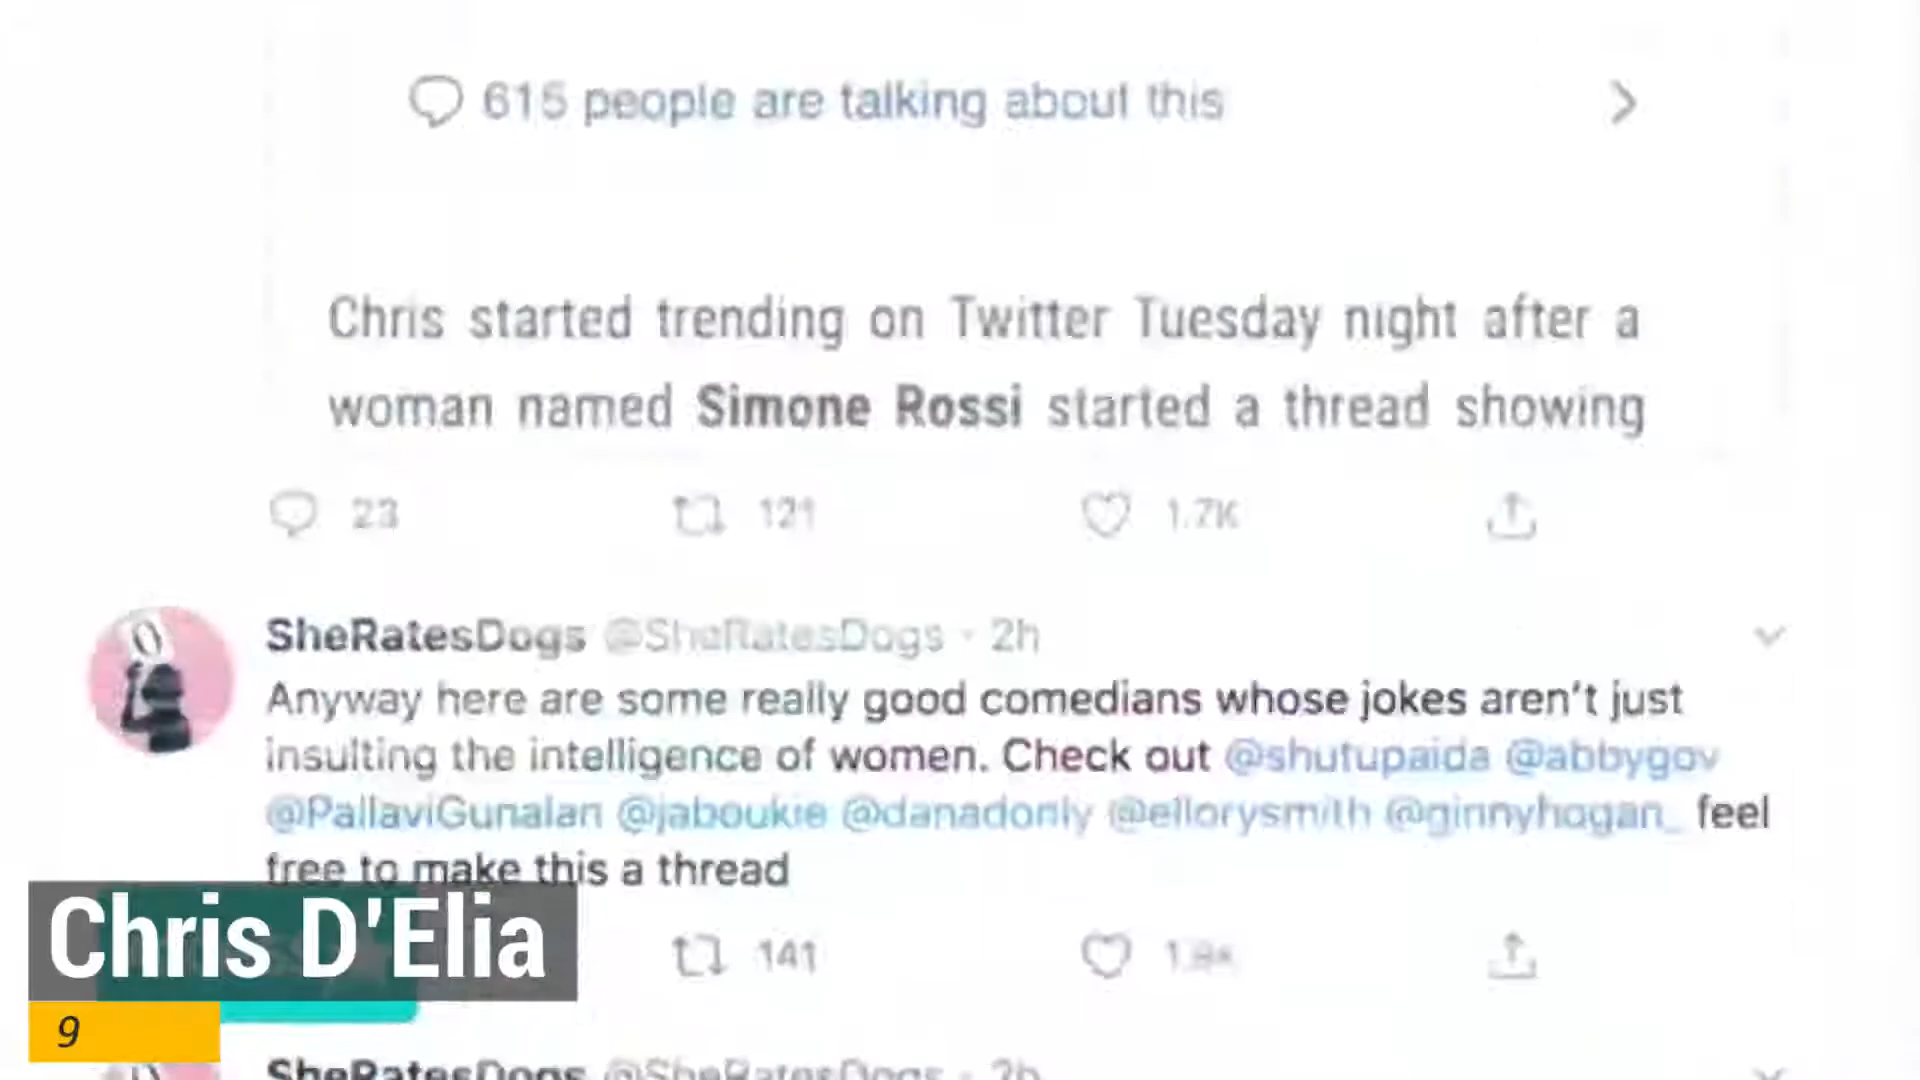 615 people are talking about this
Chris started trending on Twitter Tuesday night after a
woman named Simone Rossi started a thread showing
23 121 1.7K
SheRatesDogs @SheRatesDogs · 2h
Anyway here are some really good comedians whose jokes aren't just
insulting the intelligence of women. Check out @shutupaida @abbygov
@PallaviGunalan @jaboukie @danadonly @ellorysmith @ginnyhogan_ feel
free to make this a thread
Chris D'Elia
141
9
SheRatesDogs @SheRatesDogs · 2h